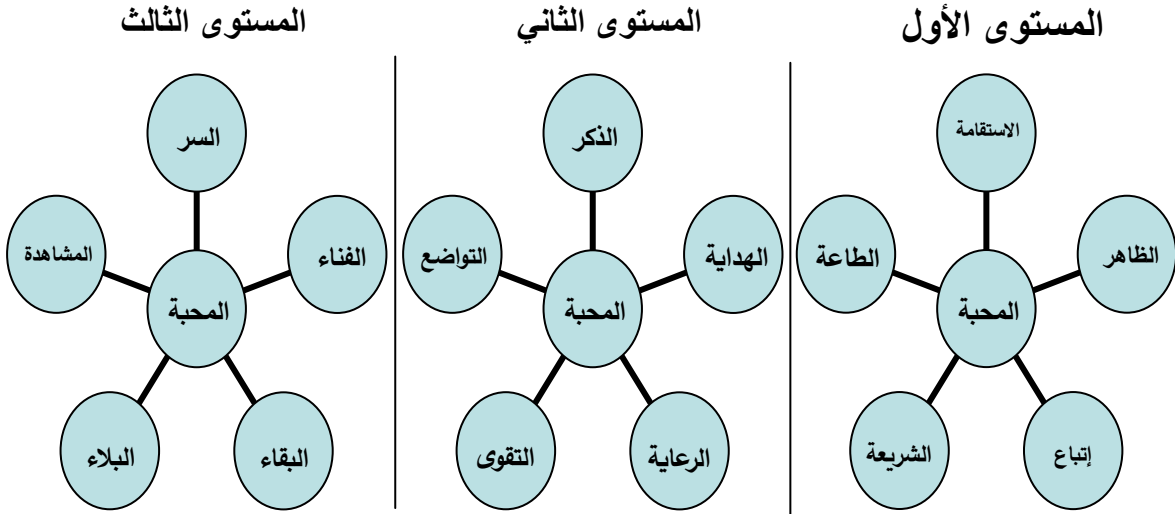 المستوى الأول
المستوى الثاني
المستوى الثالث
الاستقامة
الظاهر
الطاعة
المحبة
إتباع
الشريعة
الذكر
الهداية
التواضع
المحبة
الرعاية
التقوى
السر
الفناء
المشاهدة
المحبة
البقاء
البلاء